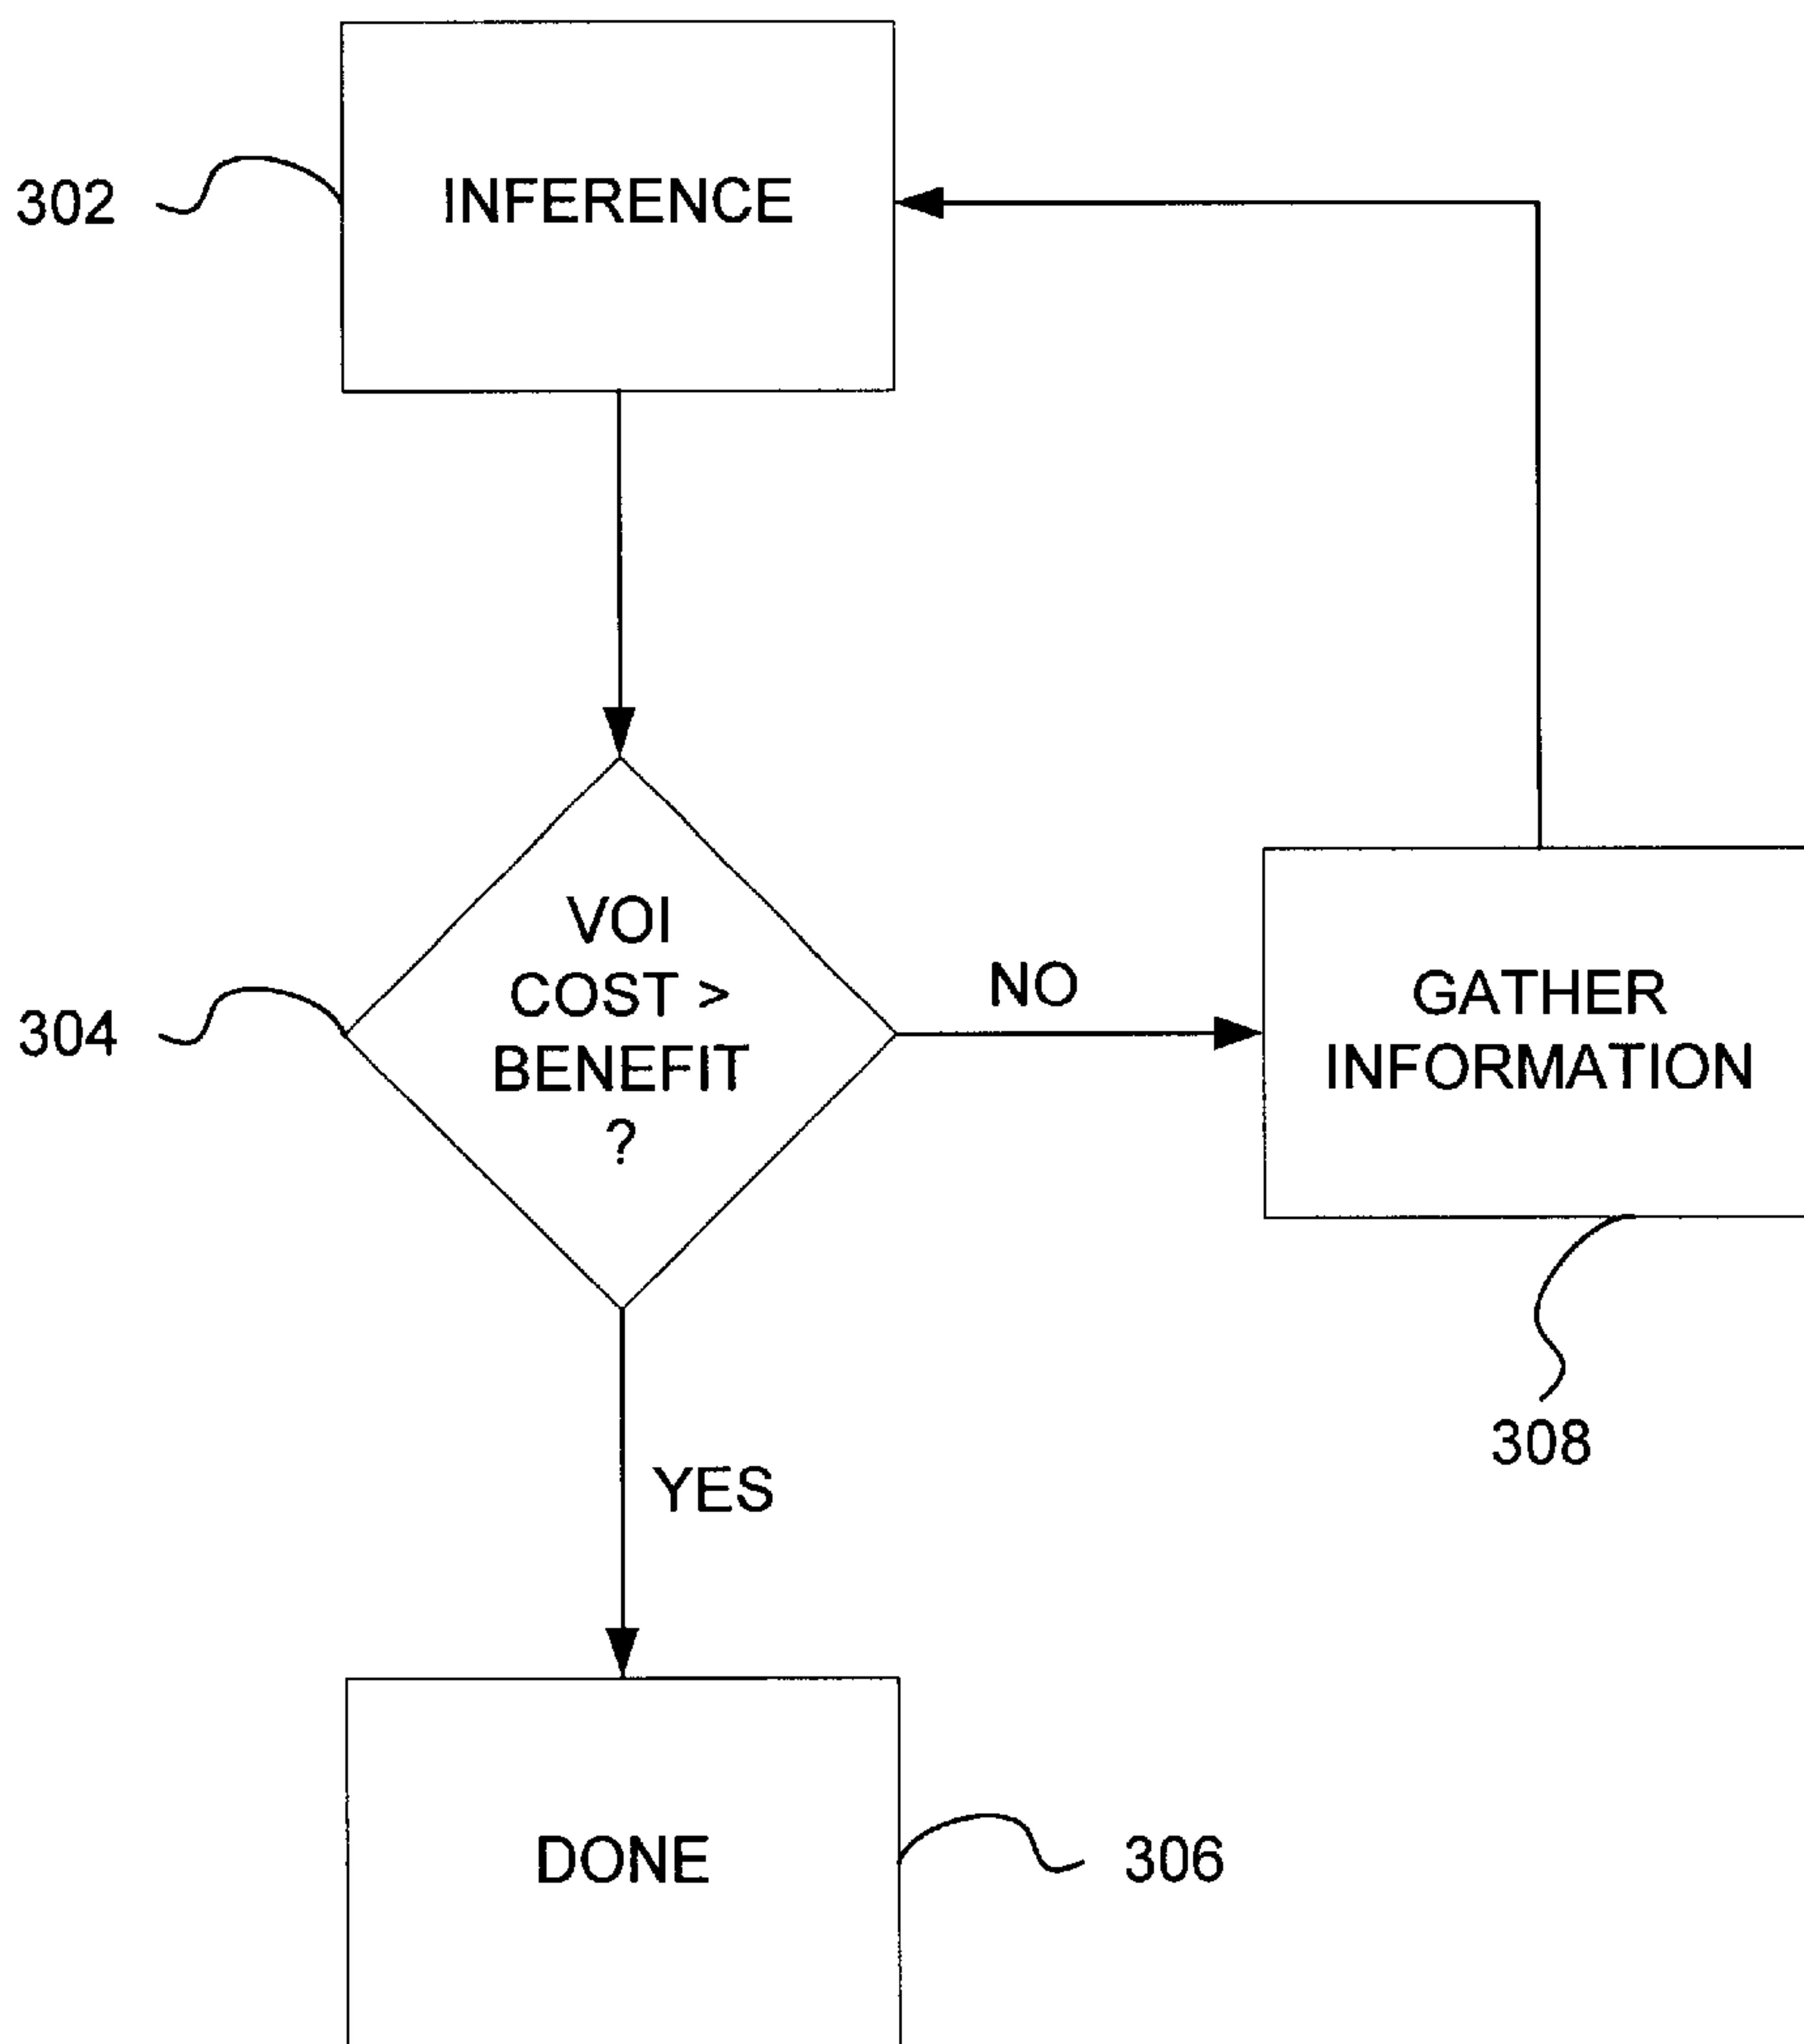 302
INFERENCE
VOI
COST >
BENEFIT
?
304
NO
GATHER
INFORMATION
308
YES
DONE
306